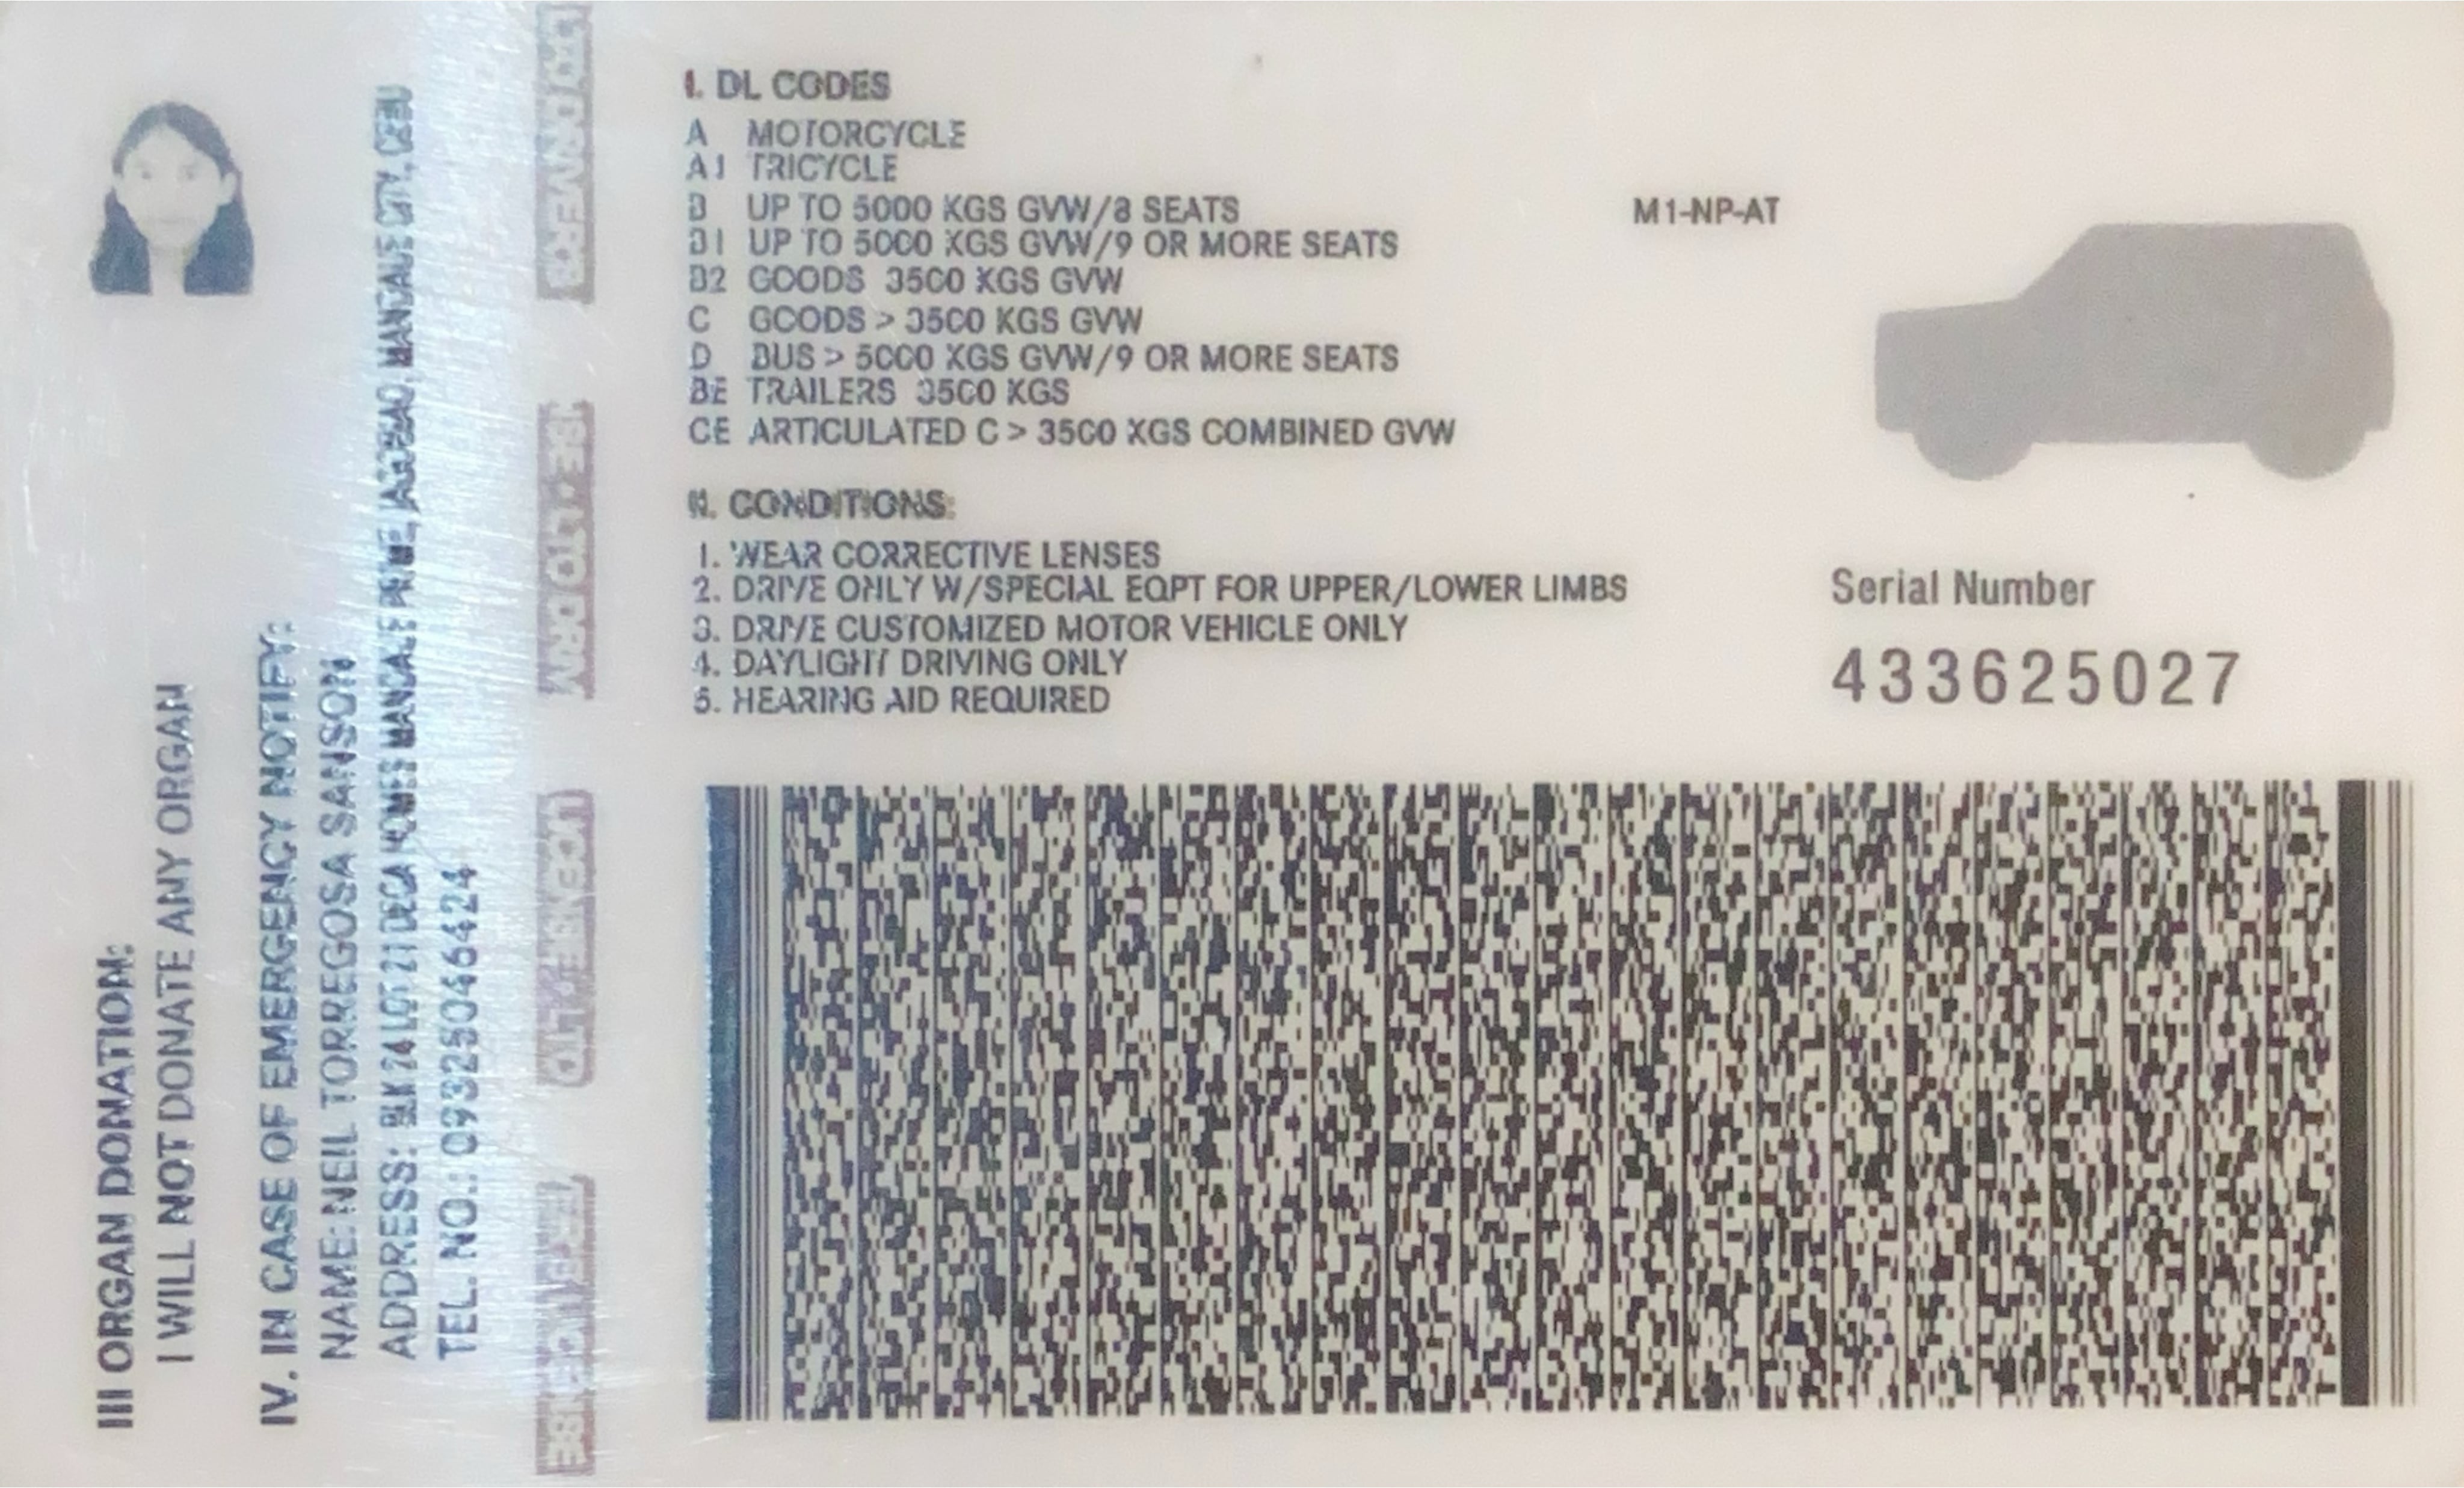 I. DL CODES
A MOTORCYCLE
A1 TRICYCLE
B UP TO 5000 KGS GVW/8 SEATS
B1 UP TO 5000 KGS GVW/9 OR MORE SEATS
B2 GOODS 3500 KGS GVW
C GOODS > 3500 KGS GVW
D BUS > 5000 KGS GVW/9 OR MORE SEATS
BE TRAILERS 3500 KGS
CE ARTICULATED C > 3500 KGS COMBINED GVW
M1-NP-AT
II. CONDITIONS:
1. WEAR CORRECTIVE LENSES
2. DRIVE ONLY W/SPECIAL EQPT FOR UPPER/LOWER LIMBS
3. DRIVE CUSTOMIZED MOTOR VEHICLE ONLY
4. DAYLIGHT DRIVING ONLY
5. HEARING AID REQUIRED
Serial Number
433625027
III ORGAN DONATION:
I WILL NOT DONATE ANY ORGAN
IV. IN CASE OF EMERGENCY NOTIFY:
NAME: NEIL TORREGOSA SANSON
ADDRESS: BLK 24 LOT 21 DECA HOMES MANDAUE CITY, CEBU
TEL. NO.: 09325046424